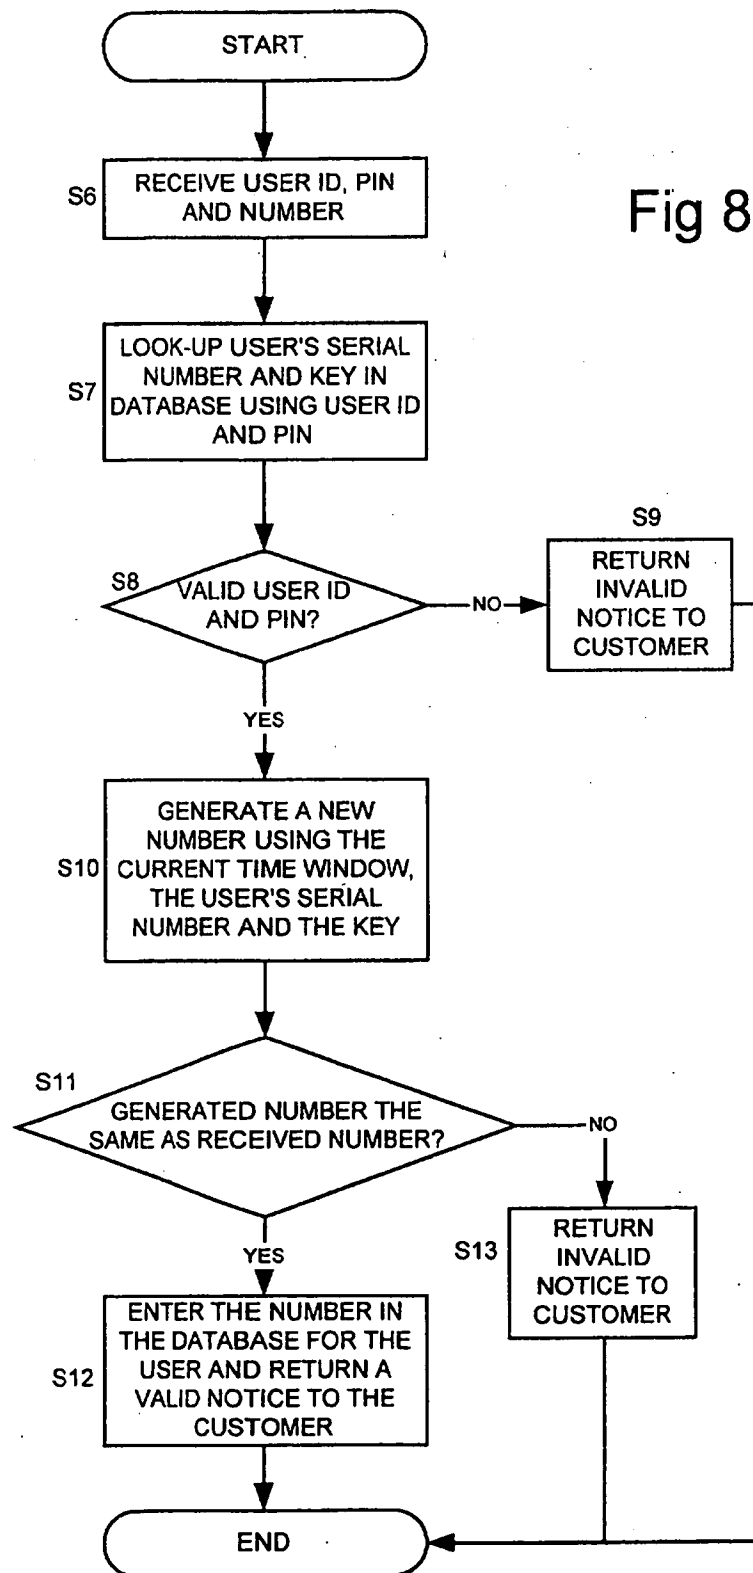 START
S6
RECEIVE USER ID, PIN
AND NUMBER
Fig 8
S7
LOOK-UP USER'S SERIAL
NUMBER AND KEY IN
DATABASE USING USER ID
AND PIN
S8
VALID USER ID
AND PIN?
NO
S9
RETURN
INVALID
NOTICE TO
CUSTOMER
YES
S10
GENERATE A NEW
NUMBER USING THE
CURRENT TIME WINDOW,
THE USER'S SERIAL
NUMBER AND THE KEY
S11
GENERATED NUMBER THE
SAME AS RECEIVED NUMBER?
NO
S13
RETURN
INVALID
NOTICE TO
CUSTOMER
YES
S12
ENTER THE NUMBER IN
THE DATABASE FOR THE
USER AND RETURN A
VALID NOTICE TO THE
CUSTOMER
END